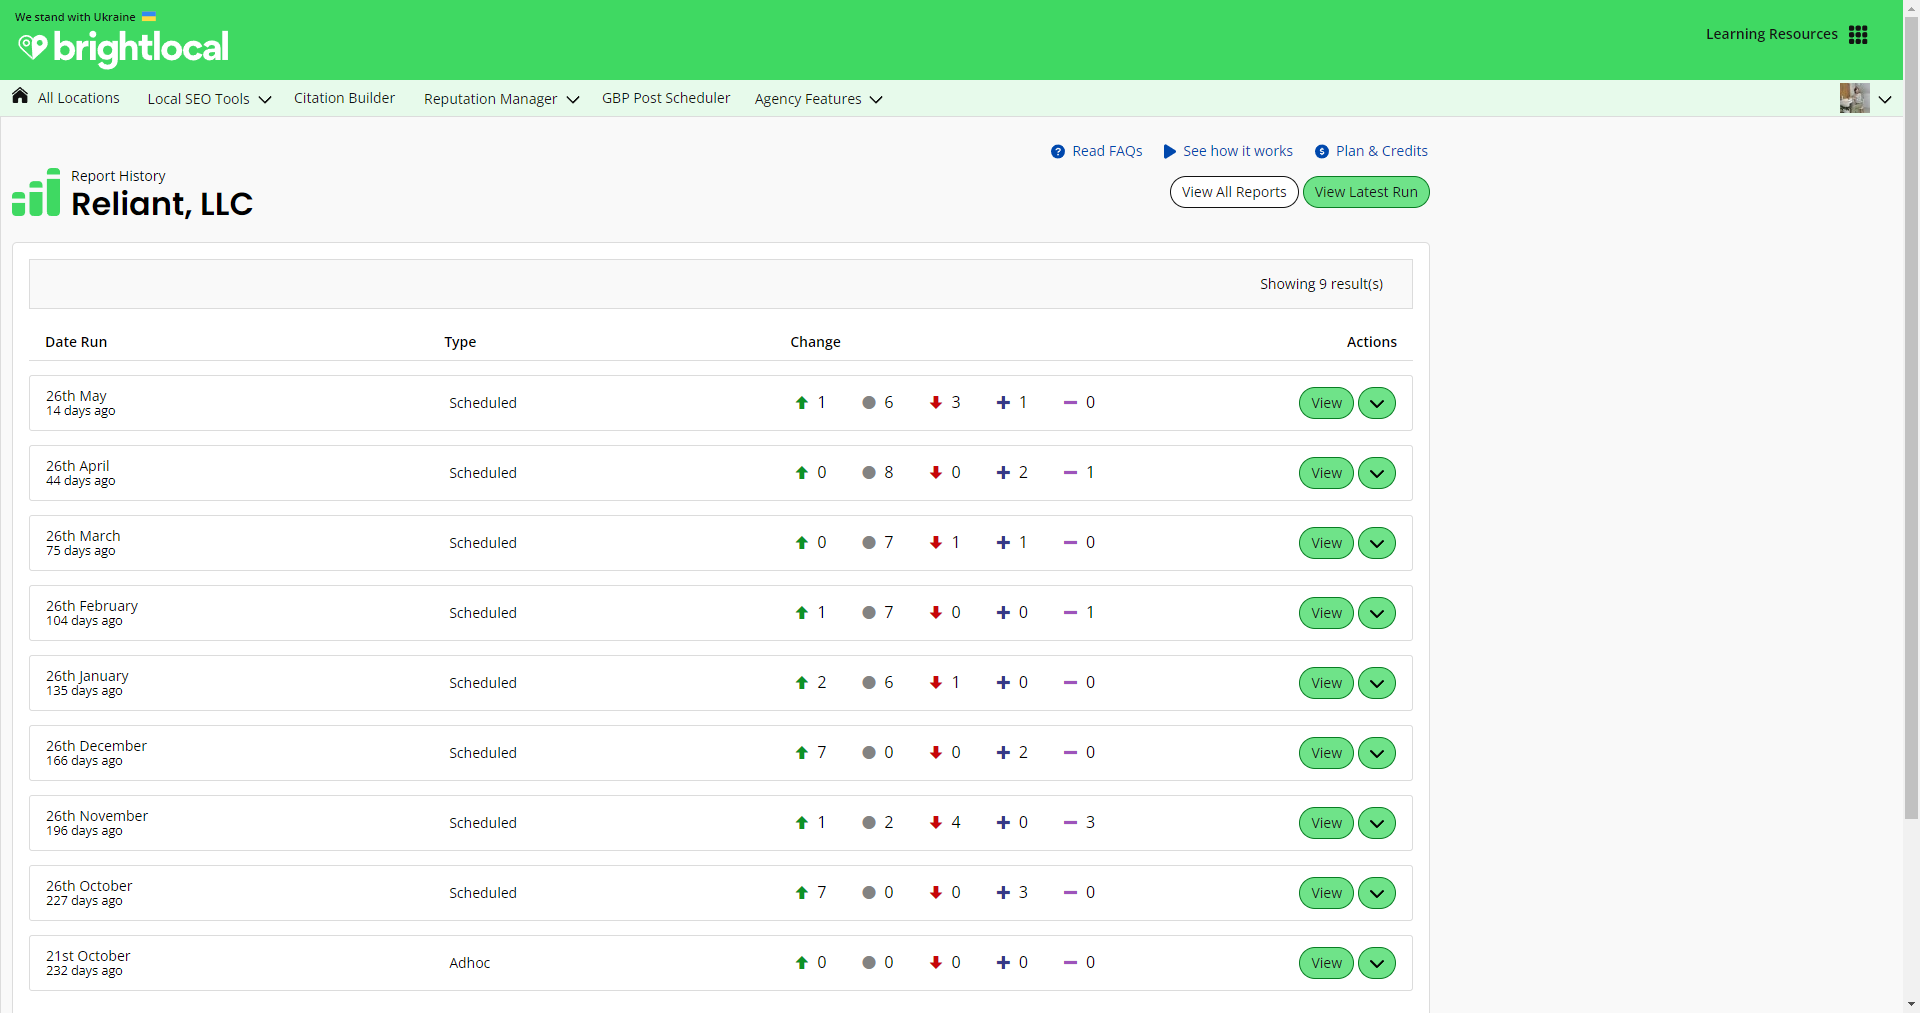 We stand with Ukraine
brightlocal
Learning Resources
All Locations Local SEO Tools Citation Builder Reputation Manager GBP Post Scheduler Agency Features
Read FAQs See how it works Plan & Credits
Report History
Reliant, LLC
View All Reports View Latest Run
Showing 9 result(s)
Date Run Type Change Actions
26th May
14 days ago
Scheduled 1 6 3 1 0 View
26th April
44 days ago
Scheduled 0 8 0 2 1 View
26th March
75 days ago
Scheduled 0 7 1 1 0 View
26th February
104 days ago
Scheduled 1 7 0 0 1 View
26th January
135 days ago
Scheduled 2 6 1 0 0 View
26th December
166 days ago
Scheduled 7 0 0 2 0 View
26th November
196 days ago
Scheduled 1 2 4 0 3 View
26th October
227 days ago
Scheduled 7 0 0 3 0 View
21st October
232 days ago
Adhoc 0 0 0 0 0 View